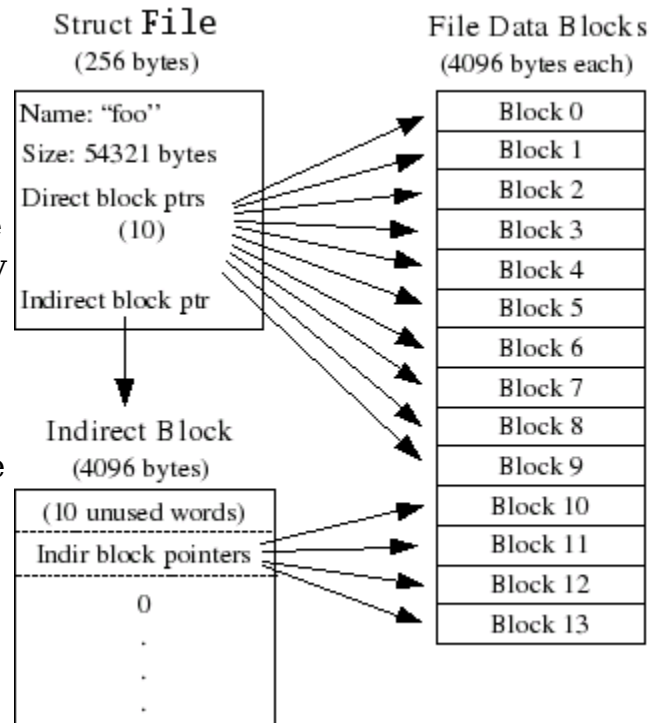 Struct File
(256 bytes)
Name: “foo”
Size: 54321 bytes
Direct block ptrs
(10)
Indirect block ptr
Indirect Block
(4096 bytes)
(10 unused words)
Indir block pointers
0
.
.
.
File Data Blocks
(4096 bytes each)
Block 0
Block 1
Block 2
Block 3
Block 4
Block 5
Block 6
Block 7
Block 8
Block 9
Block 10
Block 11
Block 12
Block 13